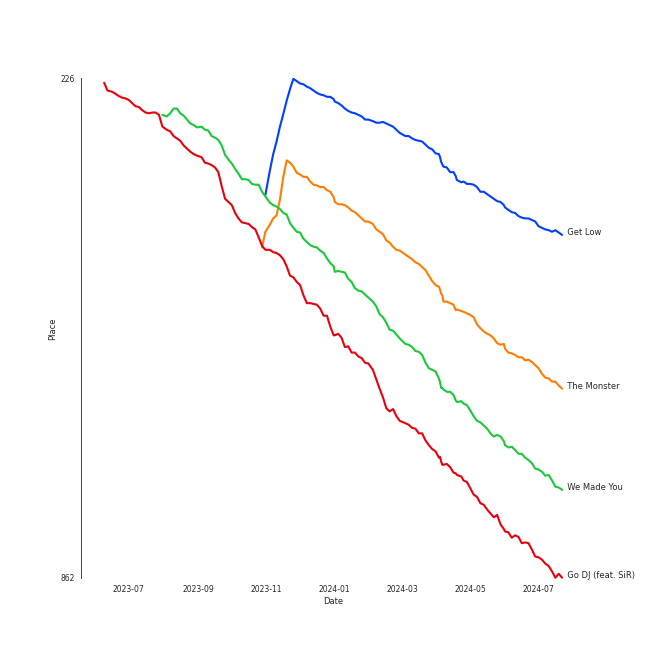 226
Get Low
Place
The Monster
We Made You
862
Go DJ (feat. SiR)
2023-07 2023-09 2023-11 2024-01 2024-03 2024-05 2024-07
Date